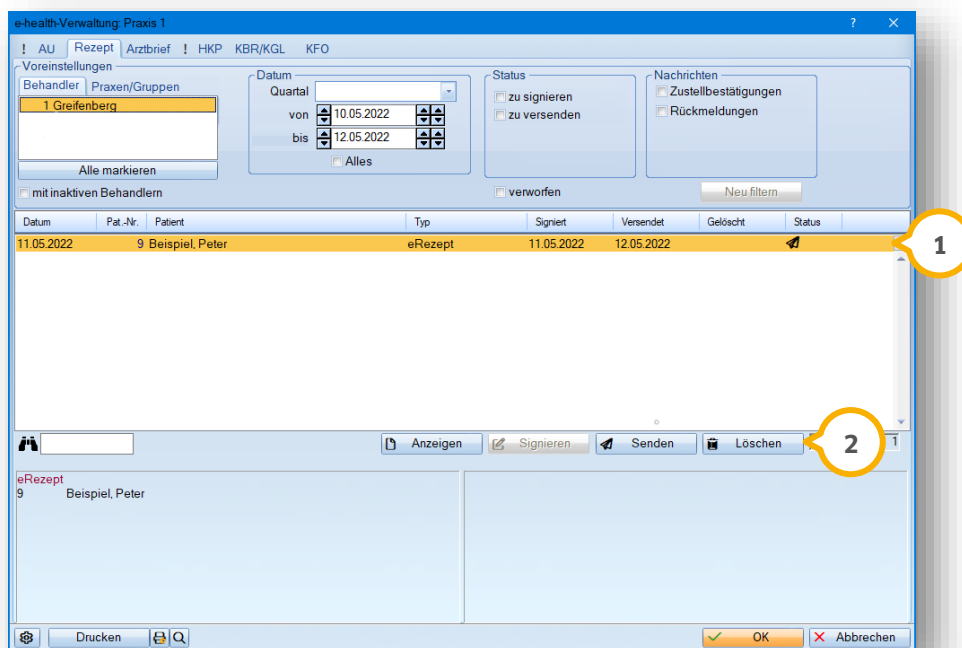 e-health-Verwaltung: Praxis 1
! AU Rezept Arztbrief ! HKP KBR/KGL KFO
Voreinstellungen
Behandler Praxen/Gruppen
1 Greifenberg
Alle markieren
mit inaktiven Behandlern
Datum
Quartal
von 10.05.2022
bis 12.05.2022
Alles
Status
zu signieren
zu versenden
verworfen
Nachrichten
Zustellbestätigungen
Rückmeldungen
Neu filtern
Datum Pat.-Nr. Patient Typ Signiert Versendet Gelöscht Status
11.05.2022 9 Beispiel, Peter eRezept 11.05.2022 12.05.2022
1
Anzeigen Signieren Senden Löschen
2
1
eRezept
9 Beispiel, Peter
Drucken OK Abbrechen